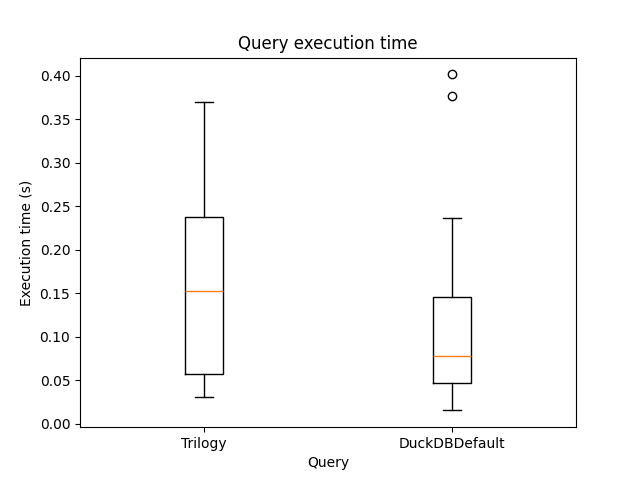 Query execution time
Execution time (s)
0.40
0.35
0.30
0.25
0.20
0.15
0.10
0.05
0.00
Trilogy
DuckDBDefault
Query